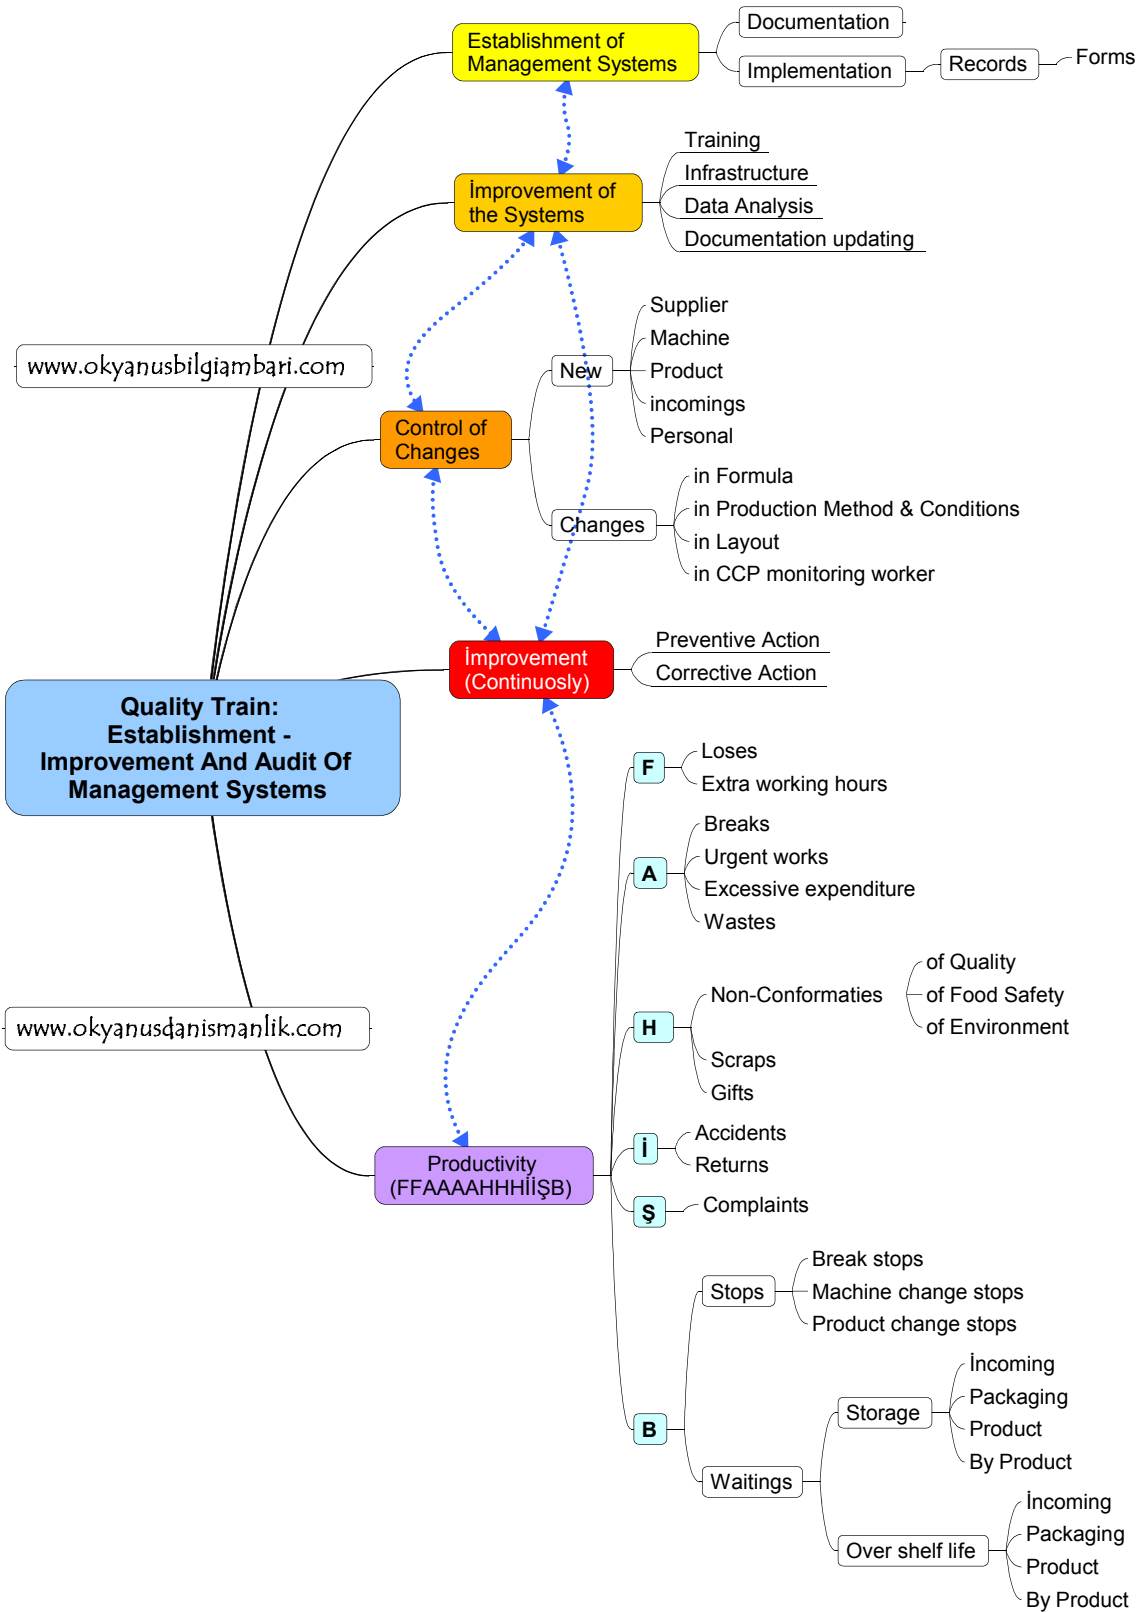 Establishment of
Management Systems
Documentation
Implementation
Records
Forms
İmprovement of
the Systems
Training
Infrastructure
Data Analysis
Documentation updating
www.okyanusbilgiambari.com
Control of
Changes
New
Supplier
Machine
Product
incomings
Personal
Changes
in Formula
in Production Method & Conditions
in Layout
in CCP monitoring worker
İmprovement
(Continuosly)
Preventive Action
Corrective Action
Quality Train:
Establishment -
Improvement And Audit Of
Management Systems
www.okyanusdanismanlik.com
Productivity
(FFAAAAHHHİİŞB)
F
Loses
Extra working hours
A
Breaks
Urgent works
Excessive expenditure
Wastes
H
Non-Conformaties
of Quality
of Food Safety
of Environment
Scraps
Gifts
İ
Accidents
Returns
Ş
Complaints
B
Stops
Break stops
Machine change stops
Product change stops
Waitings
Storage
İncoming
Packaging
Product
By Product
Over shelf life
İncoming
Packaging
Product
By Product